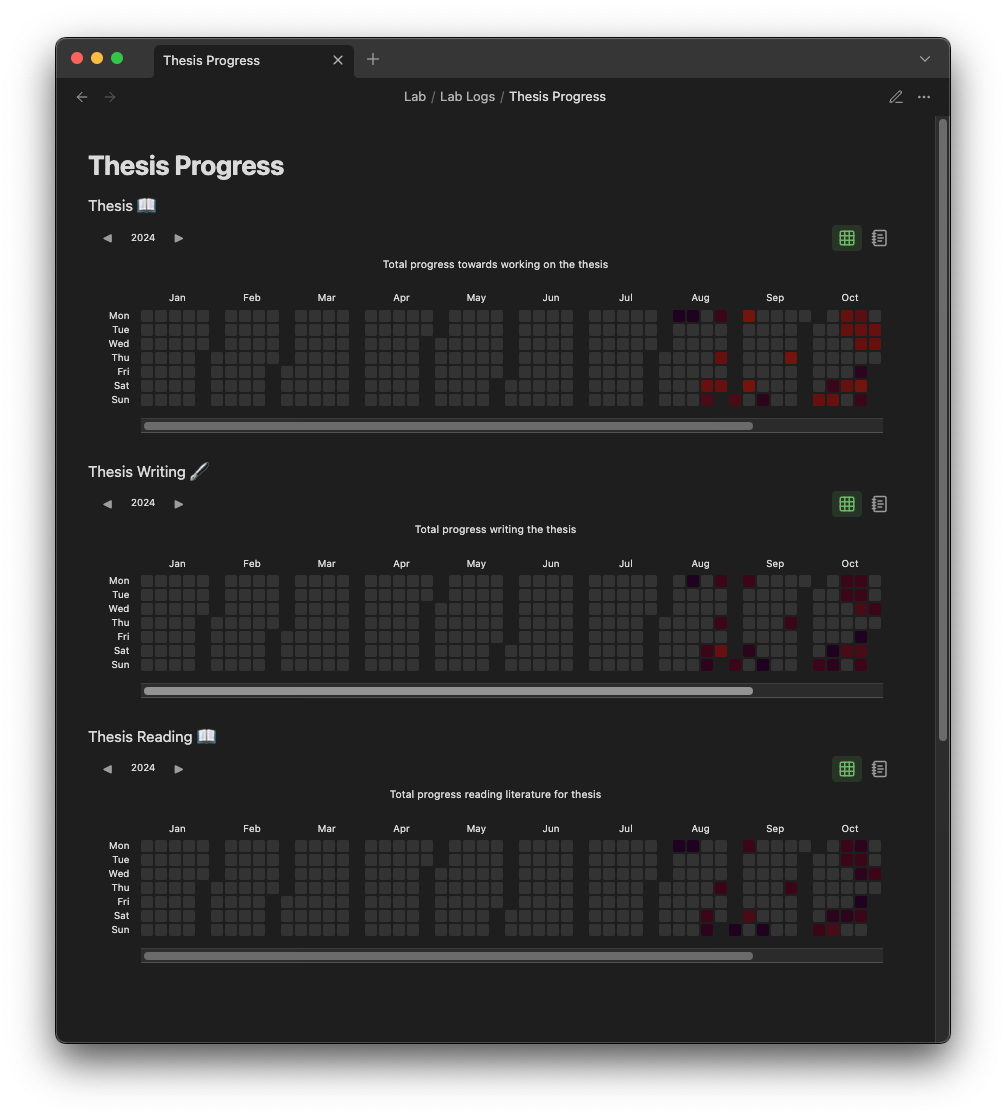 Thesis Progress
Lab / Lab Logs / Thesis Progress
Thesis Progress
Thesis 📖
2024
Total progress towards working on the thesis
Jan Feb Mar Apr May Jun Jul Aug Sep Oct
Mon
Tue
Wed
Thu
Fri
Sat
Sun
Thesis Writing 🖌️
2024
Total progress writing the thesis
Jan Feb Mar Apr May Jun Jul Aug Sep Oct
Mon
Tue
Wed
Thu
Fri
Sat
Sun
Thesis Reading 📖
2024
Total progress reading literature for thesis
Jan Feb Mar Apr May Jun Jul Aug Sep Oct
Mon
Tue
Wed
Thu
Fri
Sat
Sun